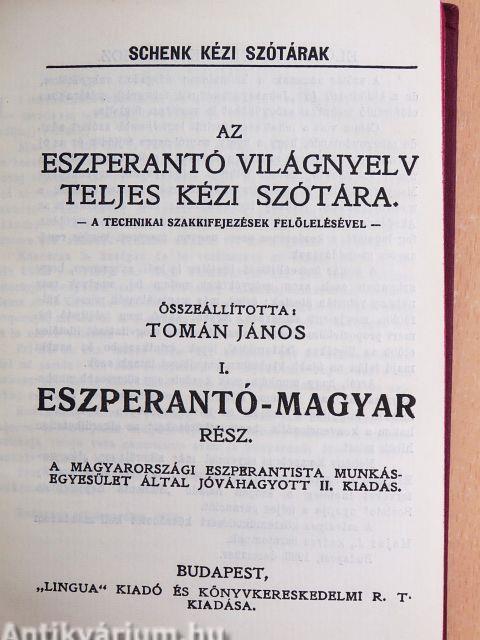 SCHENK KÉZI SZÓTÁRAK
AZ
ESZPERANTÓ VILÁGNYELV
TELJES KÉZI SZÓTÁRA.
— A TECHNIKAI SZAKKIFEJEZÉSEK FELÖLELÉSÉVEL —
ÖSSZEÁLLÍTOTTA:
TOMÁN JÁNOS
I.
ESZPERANTÓ-MAGYAR
RÉSZ.
A MAGYARORSZÁGI ESZPERANTISTA MUNKÁS-
EGYESÜLET ÁLTAL JÓVÁHAGYOTT II. KIADÁS.
BUDAPEST,
„LINGUA" KIADÓ ÉS KÖNYVKERESKEDELMI R. T.
KIADÁSA.
Antikvárium.hu